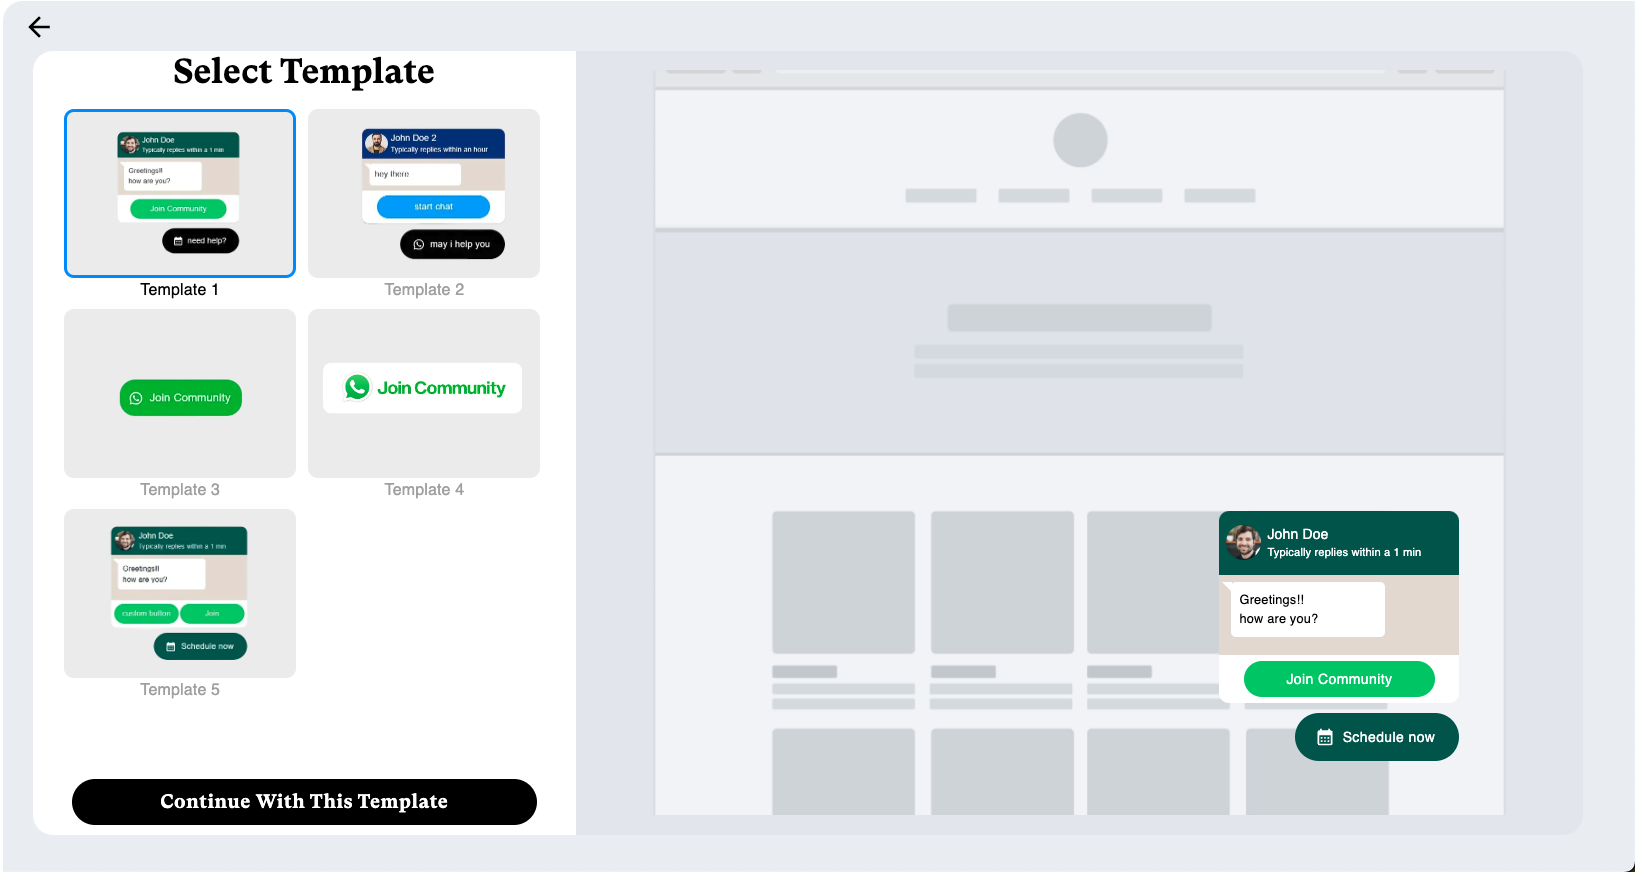 Select Template
John Doe
Typically replies within a 1 min
Greetings!!
how are you?
Join Community
need help?
Template 1
John Doe 2
Typically replies within an hour
hey there
start chat
may i help you
Template 2
Join Community
Template 3
Join Community
Template 4
John Doe
Typically replies within a 1 min
Greetings!!
how are you?
custom button
Join
Schedule now
Template 5
Continue With This Template
John Doe
Typically replies within a 1 min
Greetings!!
how are you?
Join Community
Schedule now